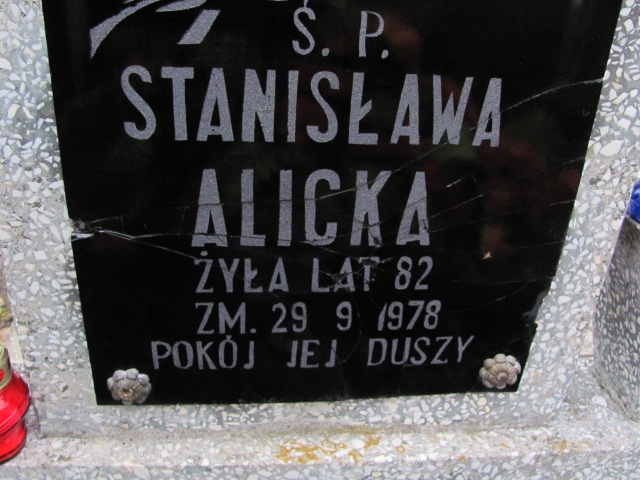 Ś. P.
STANISŁAWA
ALICKA
ŻYŁA LAT 82
ZM. 29 9 1978
POKÓJ JEJ DUSZY